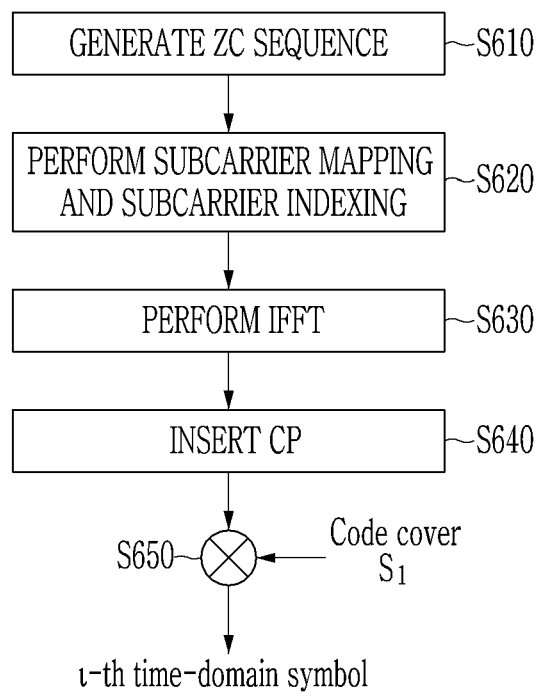 GENERATE ZC SEQUENCE S610
PERFORM SUBCARRIER MAPPING
AND SUBCARRIER INDEXING S620
PERFORM IFFT S630
INSERT CP S640
S650 Code cover
S₁
ι-th time-domain symbol